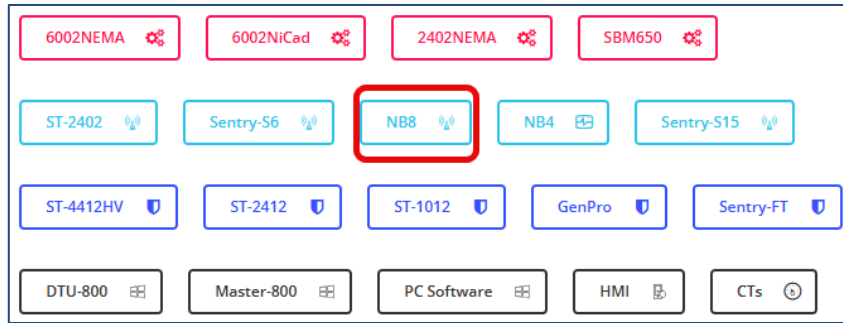 6002NEMA 6002NiCad 2402NEMA SBM650
ST-2402 Sentry-S6 NB8 NB4 Sentry-S15
ST-4412HV ST-2412 ST-1012 GenPro Sentry-FT
DTU-800 Master-800 PC Software HMI CTs